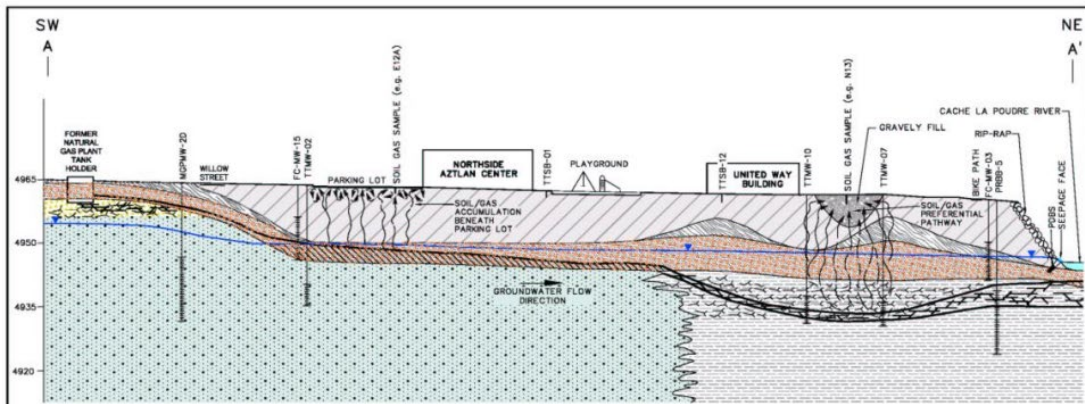 SW
A
NE
A'
FORMER
NATURAL
GAS PLANT
TANK
HOLDER
MGPMW-2D
WILLOW
STREET
FC-MW-15
TTMW-02
PARKING LOT
SOIL GAS SAMPLE (e.g. E12A)
SOIL/GAS
ACCUMULATION
BENEATH
PARKING LOT
NORTHSIDE
AZTLAN CENTER
TTSB-01
PLAYGROUND
TTSB-12
UNITED WAY
BUILDING
TTMW-10
SOIL GAS SAMPLE (e.g. N13)
TTMW-07
GRAVELY FILL
SOIL/GAS
PREFERENTIAL
PATHWAY
BIKE PATH
FC-MW-03
PRBB-5
CACHE LA POUDRE RIVER
RIP-RAP
PDBS
SEEPAGE FACE
GROUNDWATER FLOW
DIRECTION
4965
4950
4935
4920